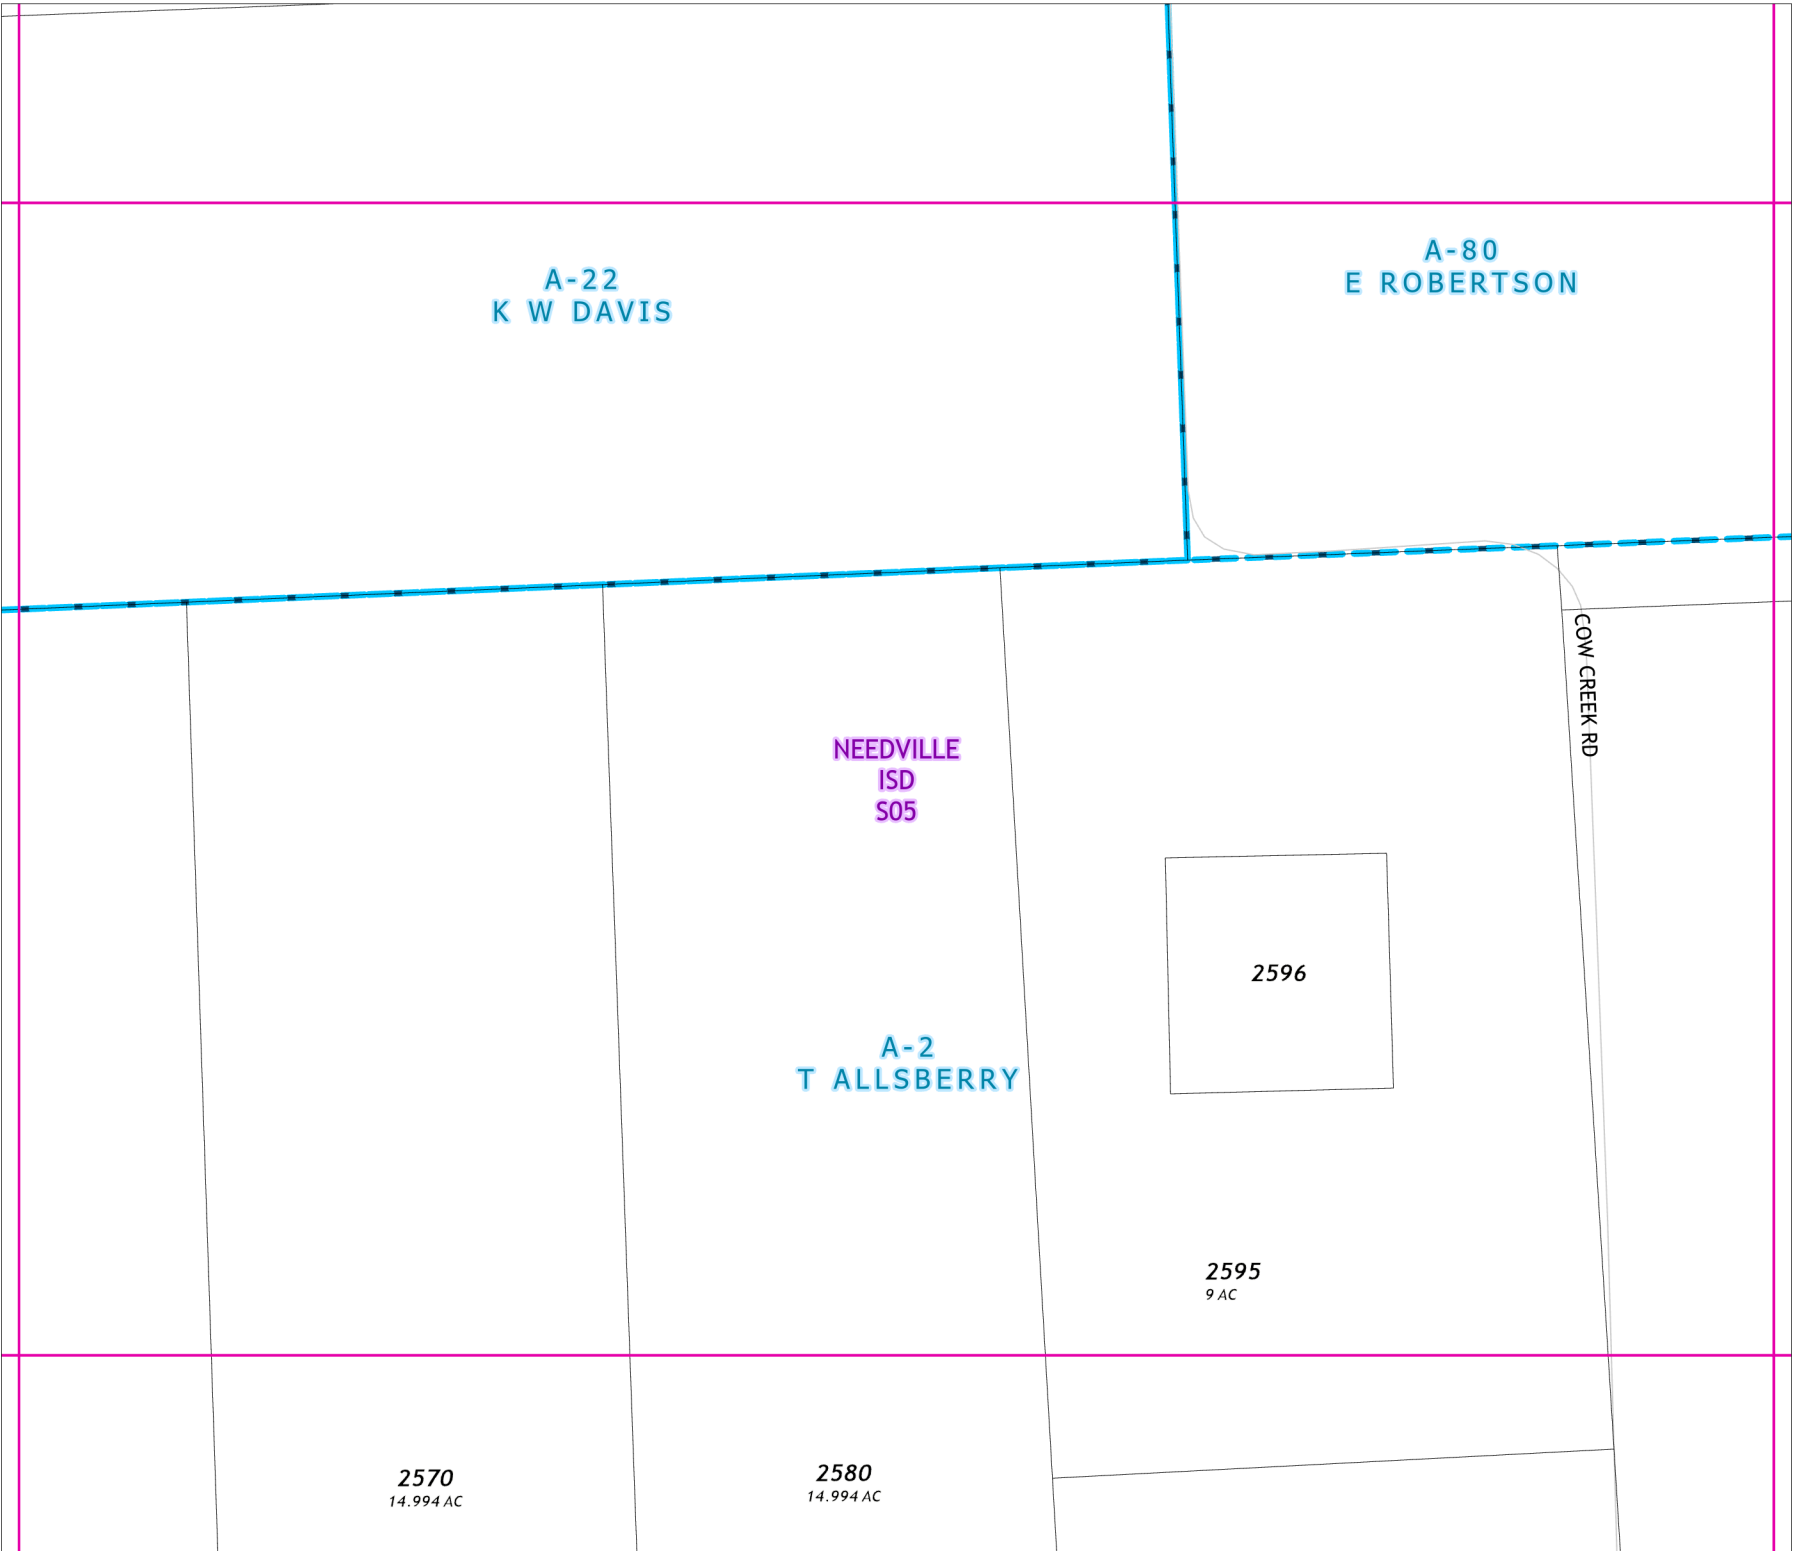 A-22
K W DAVIS
A-80
E ROBERTSON
COW CREEK RD
NEEDVILLE
ISD
S05
2596
A-2
T ALLSBERRY
2595
9 AC
2570
14.994 AC
2580
14.994 AC